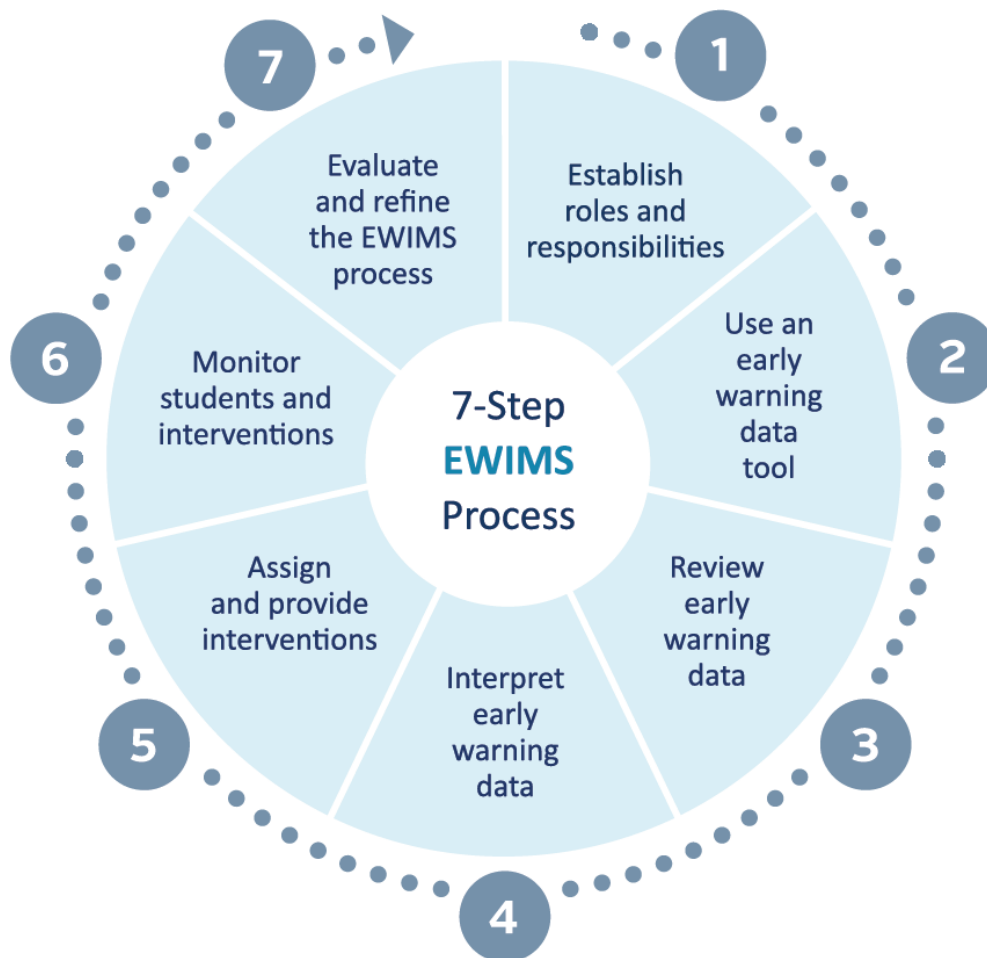 7-Step
EWIMS
Process
1
Establish
roles and
responsibilities
2
Use an
early
warning
data
tool
3
Review
early
warning
data
4
Interpret
early
warning
data
5
Assign
and provide
interventions
6
Monitor
students and
interventions
7
Evaluate
and refine
the EWIMS
process